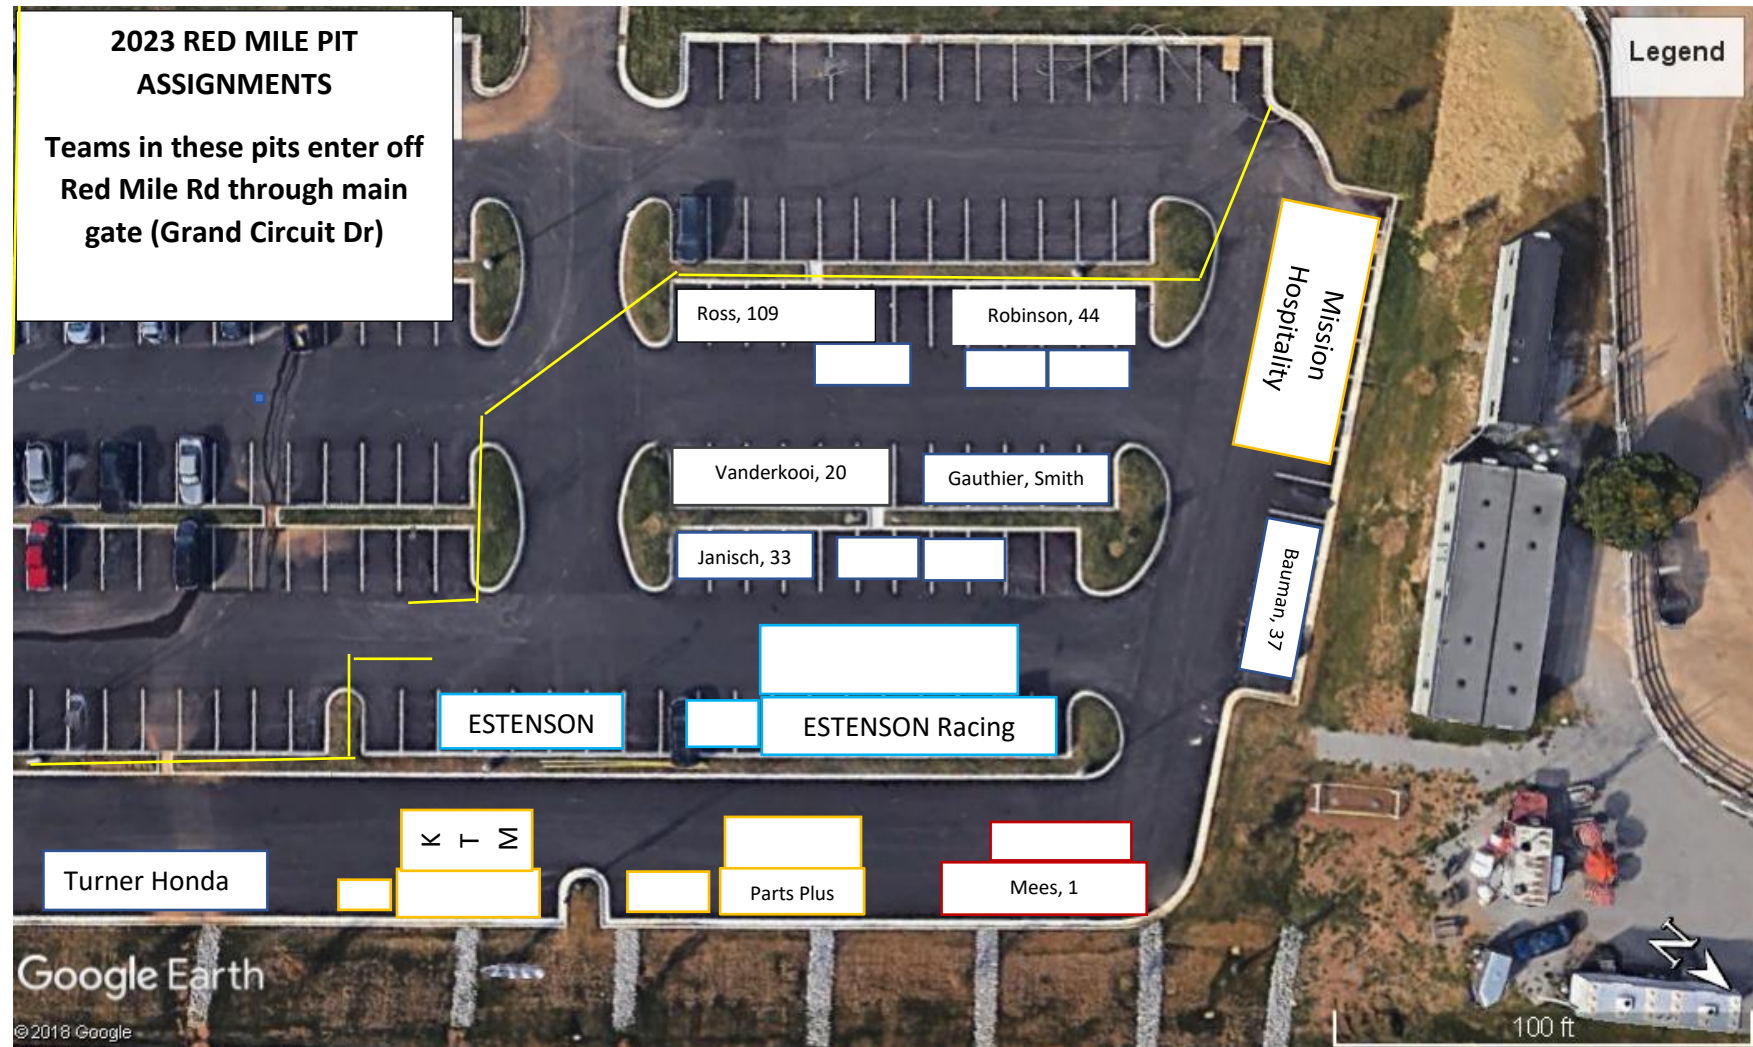 2023 RED MILE PIT
ASSIGNMENTS
Teams in these pits enter off
Red Mile Rd through main
gate (Grand Circuit Dr)
Legend
Ross, 109
Robinson, 44
Mission
Hospitality
Vanderkooi, 20
Gauthier, Smith
Janisch, 33
Bauman, 37
ESTENSON
ESTENSON Racing
K T M
Turner Honda
Parts Plus
Mees, 1
Google Earth
N
© 2018 Google
100 ft